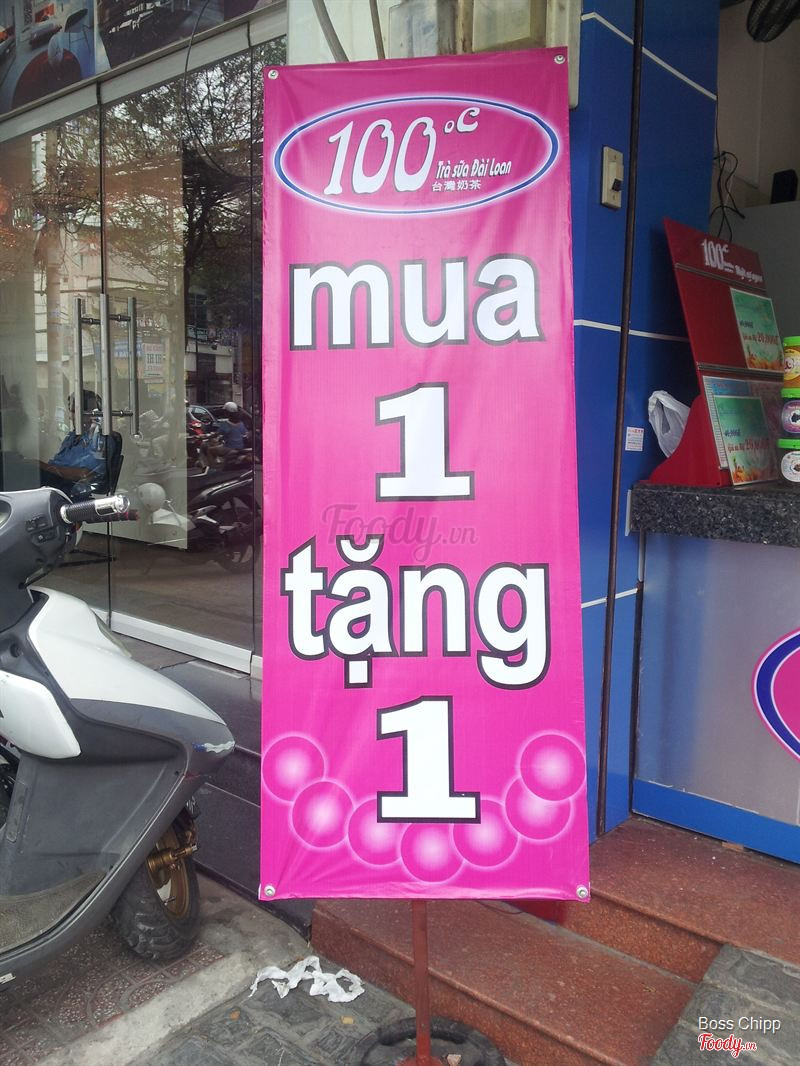 100°C
Trà sữa Đài Loan
台灣奶茶
mua
1
tặng
1
Foody.vn
100°C
Boss Chipp
Foody.vn